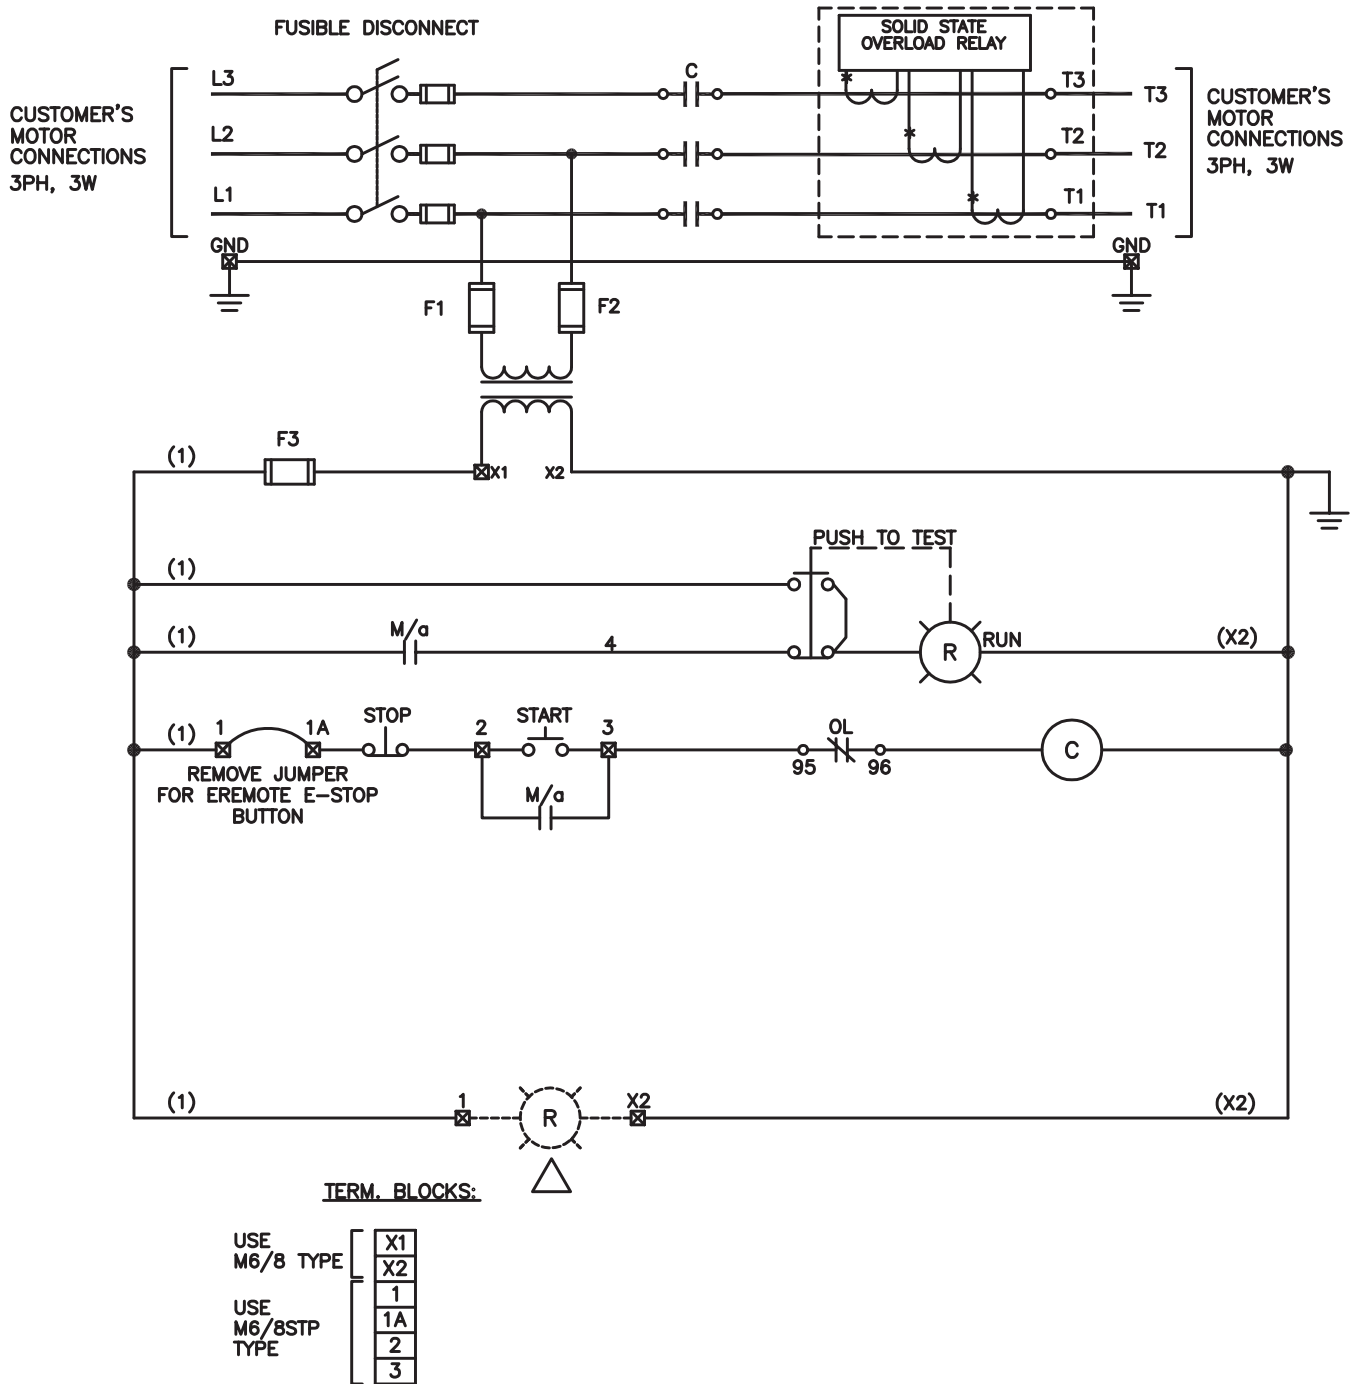 FUSIBLE DISCONNECT
SOLID STATE
OVERLOAD RELAY
CUSTOMER'S
MOTOR
CONNECTIONS
3PH, 3W
L3
C
T3
T3
L2
T2
T2
L1
T1
T1
CUSTOMER'S
MOTOR
CONNECTIONS
3PH, 3W
GND
GND
F1
F2
F3
(1)
X1
X2
PUSH TO TEST
(1)
(1)
M/a
4
R
RUN
(X2)
(1)
1
1A
STOP
2
START
3
OL
95
96
C
REMOVE JUMPER
FOR EREMOTE E-STOP
BUTTON
M/a
(1)
1
R
X2
(X2)
TERM. BLOCKS:
USE
M6/8 TYPE
X1
X2
USE
M6/8STP
TYPE
1
1A
2
3